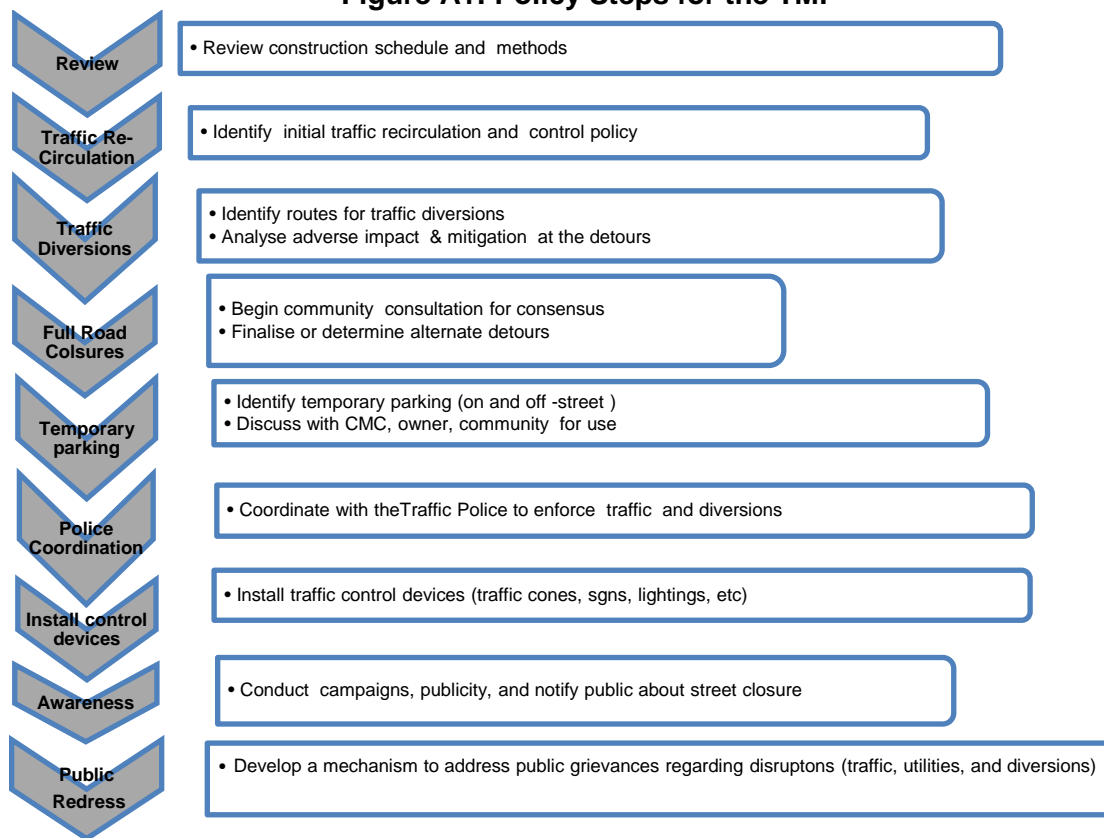 Figure A1: Policy Steps for the TMP
Review
• Review construction schedule and methods
Traffic Re-
Circulation
• Identify initial traffic recirculation and control policy
Traffic
Diversions
• Identify routes for traffic diversions
• Analyse adverse impact & mitigation at the detours
Full Road
Colsures
• Begin community consultation for consensus
• Finalise or determine alternate detours
Temporary
parking
• Identify temporary parking (on and off -street )
• Discuss with CMC, owner, community for use
Police
Coordination
• Coordinate with theTraffic Police to enforce traffic and diversions
Install control
devices
• Install traffic control devices (traffic cones, sgns, lightings, etc)
Awareness
• Conduct campaigns, publicity, and notify public about street closure
Public
Redress
• Develop a mechanism to address public grievances regarding disruptons (traffic, utilities, and diversions)